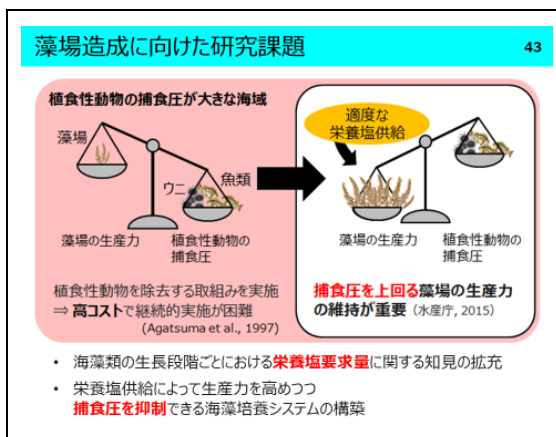 藻場造成に向けた研究課題
43
植食性動物の捕食圧が大きな海域
藻場
ウニ
魚類
藻場の生産力
植食性動物の
捕食圧
植食性動物を除去する取組みを実施
⇒ 高コストで継続的実施が困難
(Agatsuma et al., 1997)
適度な
栄養塩供給
藻場の生産力
植食性動物の
捕食圧
捕食圧を上回る藻場の生産力
の維持が重要（水産庁, 2015）
• 海藻類の生長段階ごとにおける栄養塩要求量に関する知見の拡充
• 栄養塩供給によって生産力を高めつつ
捕食圧を抑制できる海藻培養システムの構築